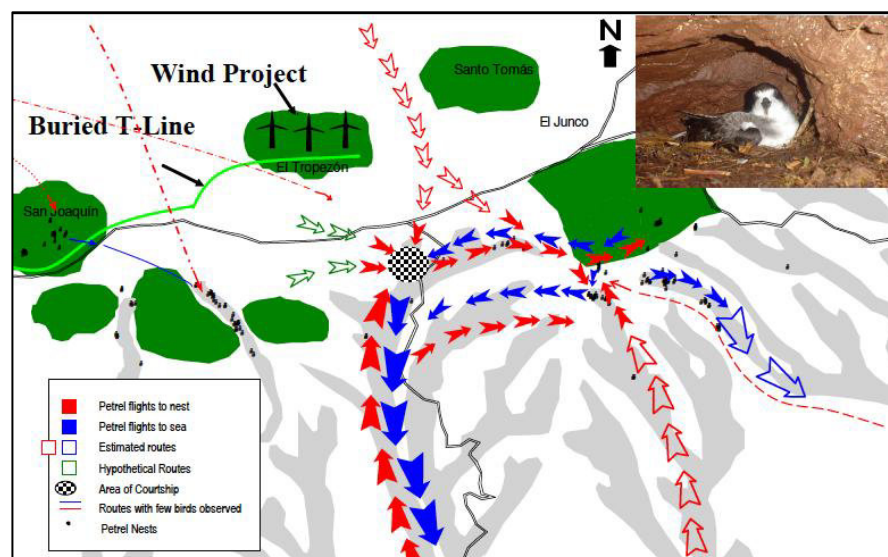 Wind Project
Buried T-Line
N
Santo Tomás
El Junco
El Tropezón
San Joaquín
Petrel flights to nest
Petrel flights to sea
Estimated routes
Hypothetical Routes
Area of Courtship
Routes with few birds observed
Petrel Nests